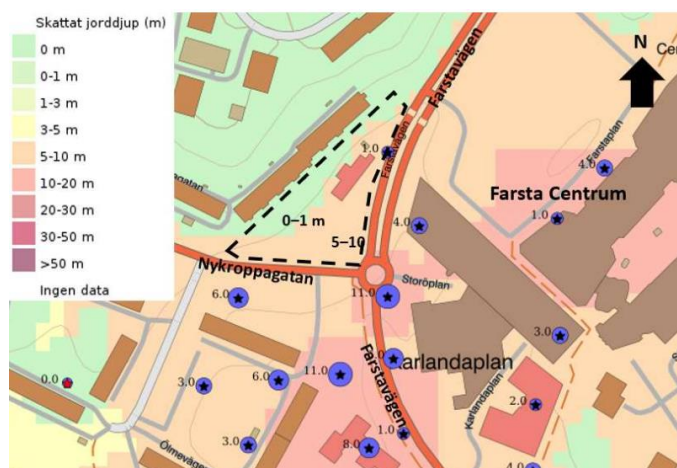 Skattat jorddjup (m)
0 m
0-1 m
1-3 m
3-5 m
5-10 m
10-20 m
20-30 m
30-50 m
>50 m
Ingen data
N
Farstavägen
Farstavägen
1.0
4.0
Farstaplan
Farsta Centrum
1.0
0–1 m
4.0
5–10
Nykroppagatan
Storöplan
6.0
11.0
3.0
Karlandaplan
0.0
3.0
6.0
11.0
Farstavägen
Karlandaplan
2.0
Ölmevägen
3.0
8.0
1.0
4.0